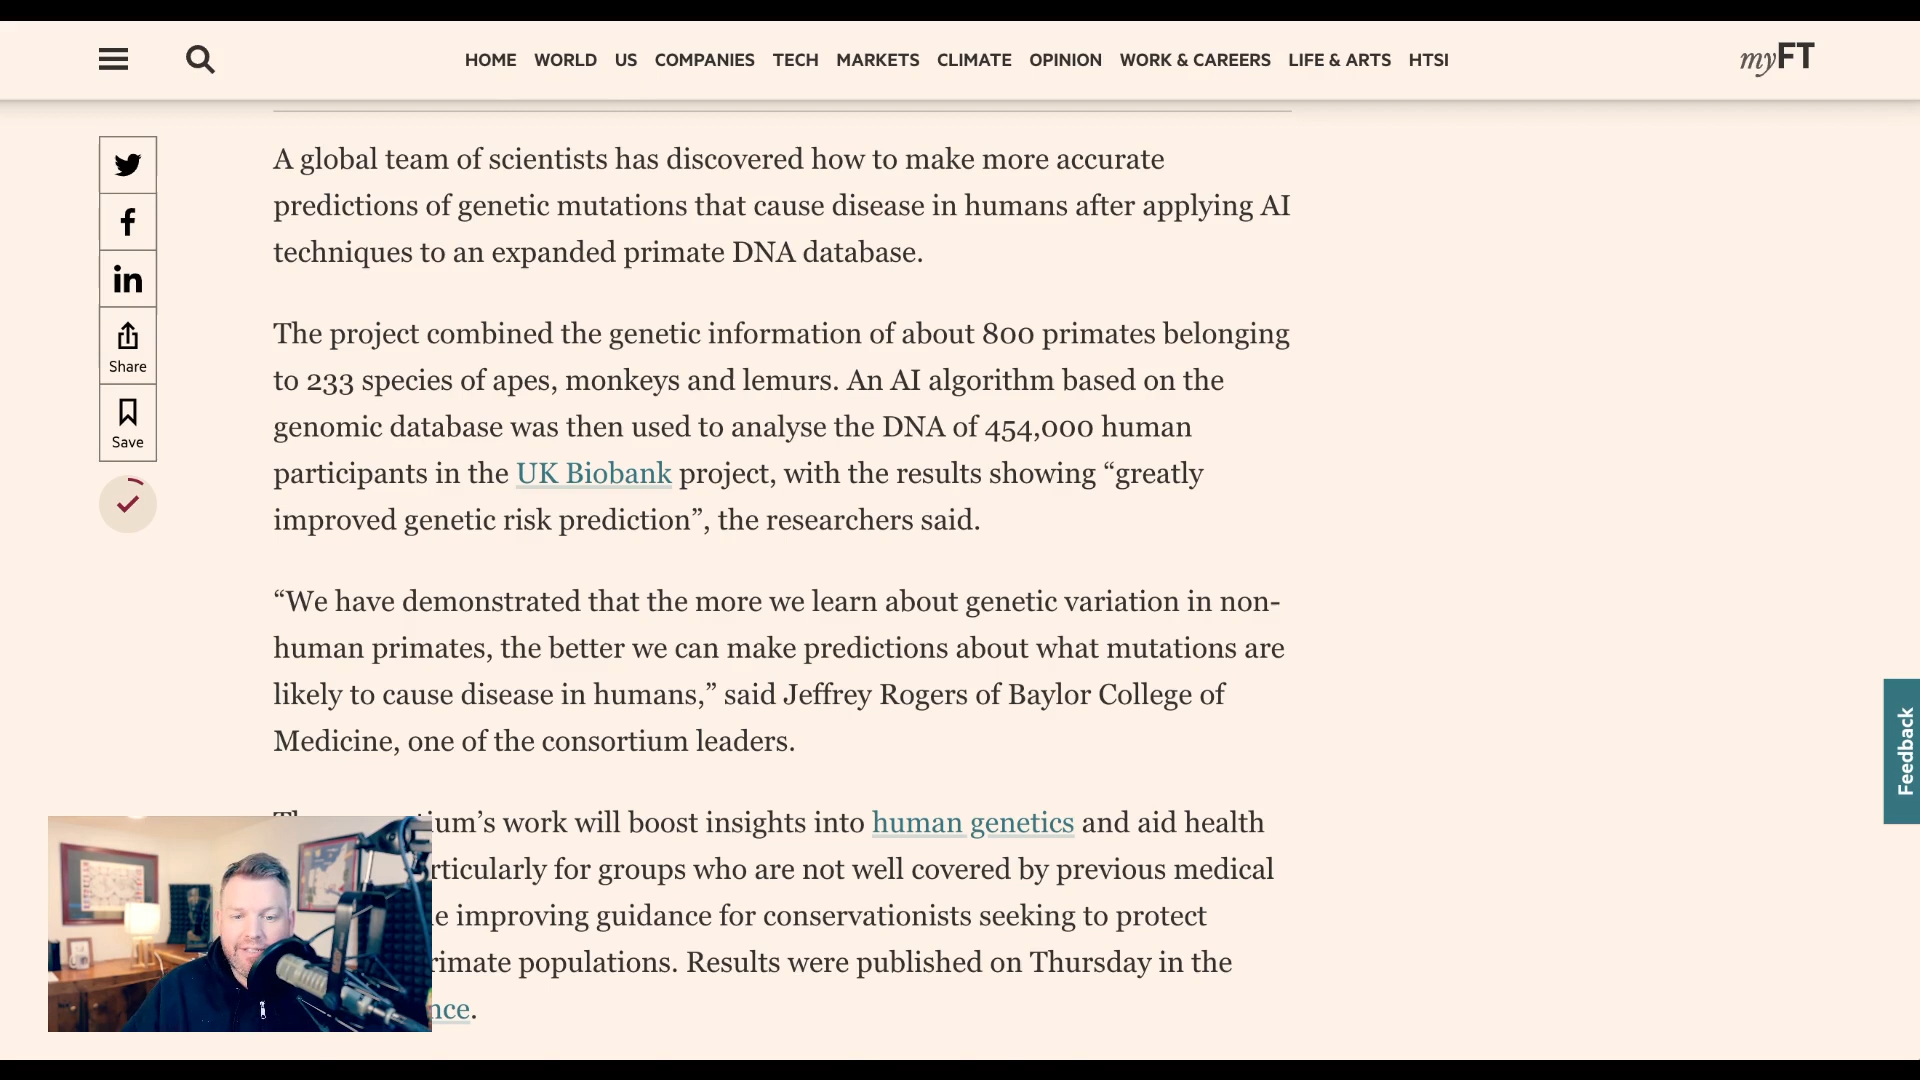 HOME WORLD US COMPANIES TECH MARKETS CLIMATE OPINION WORK & CAREERS LIFE & ARTS HTSI
myFT
Share
Save
A global team of scientists has discovered how to make more accurate
predictions of genetic mutations that cause disease in humans after applying AI
techniques to an expanded primate DNA database.
The project combined the genetic information of about 800 primates belonging
to 233 species of apes, monkeys and lemurs. An AI algorithm based on the
genomic database was then used to analyse the DNA of 454,000 human
participants in the UK Biobank project, with the results showing “greatly
improved genetic risk prediction”, the researchers said.
“We have demonstrated that the more we learn about genetic variation in non-
human primates, the better we can make predictions about what mutations are
likely to cause disease in humans,” said Jeffrey Rogers of Baylor College of
Medicine, one of the consortium leaders.
ium’s work will boost insights into human genetics and aid health
rticularly for groups who are not well covered by previous medical
e improving guidance for conservationists seeking to protect
rimate populations. Results were published on Thursday in the
nce.
Feedback